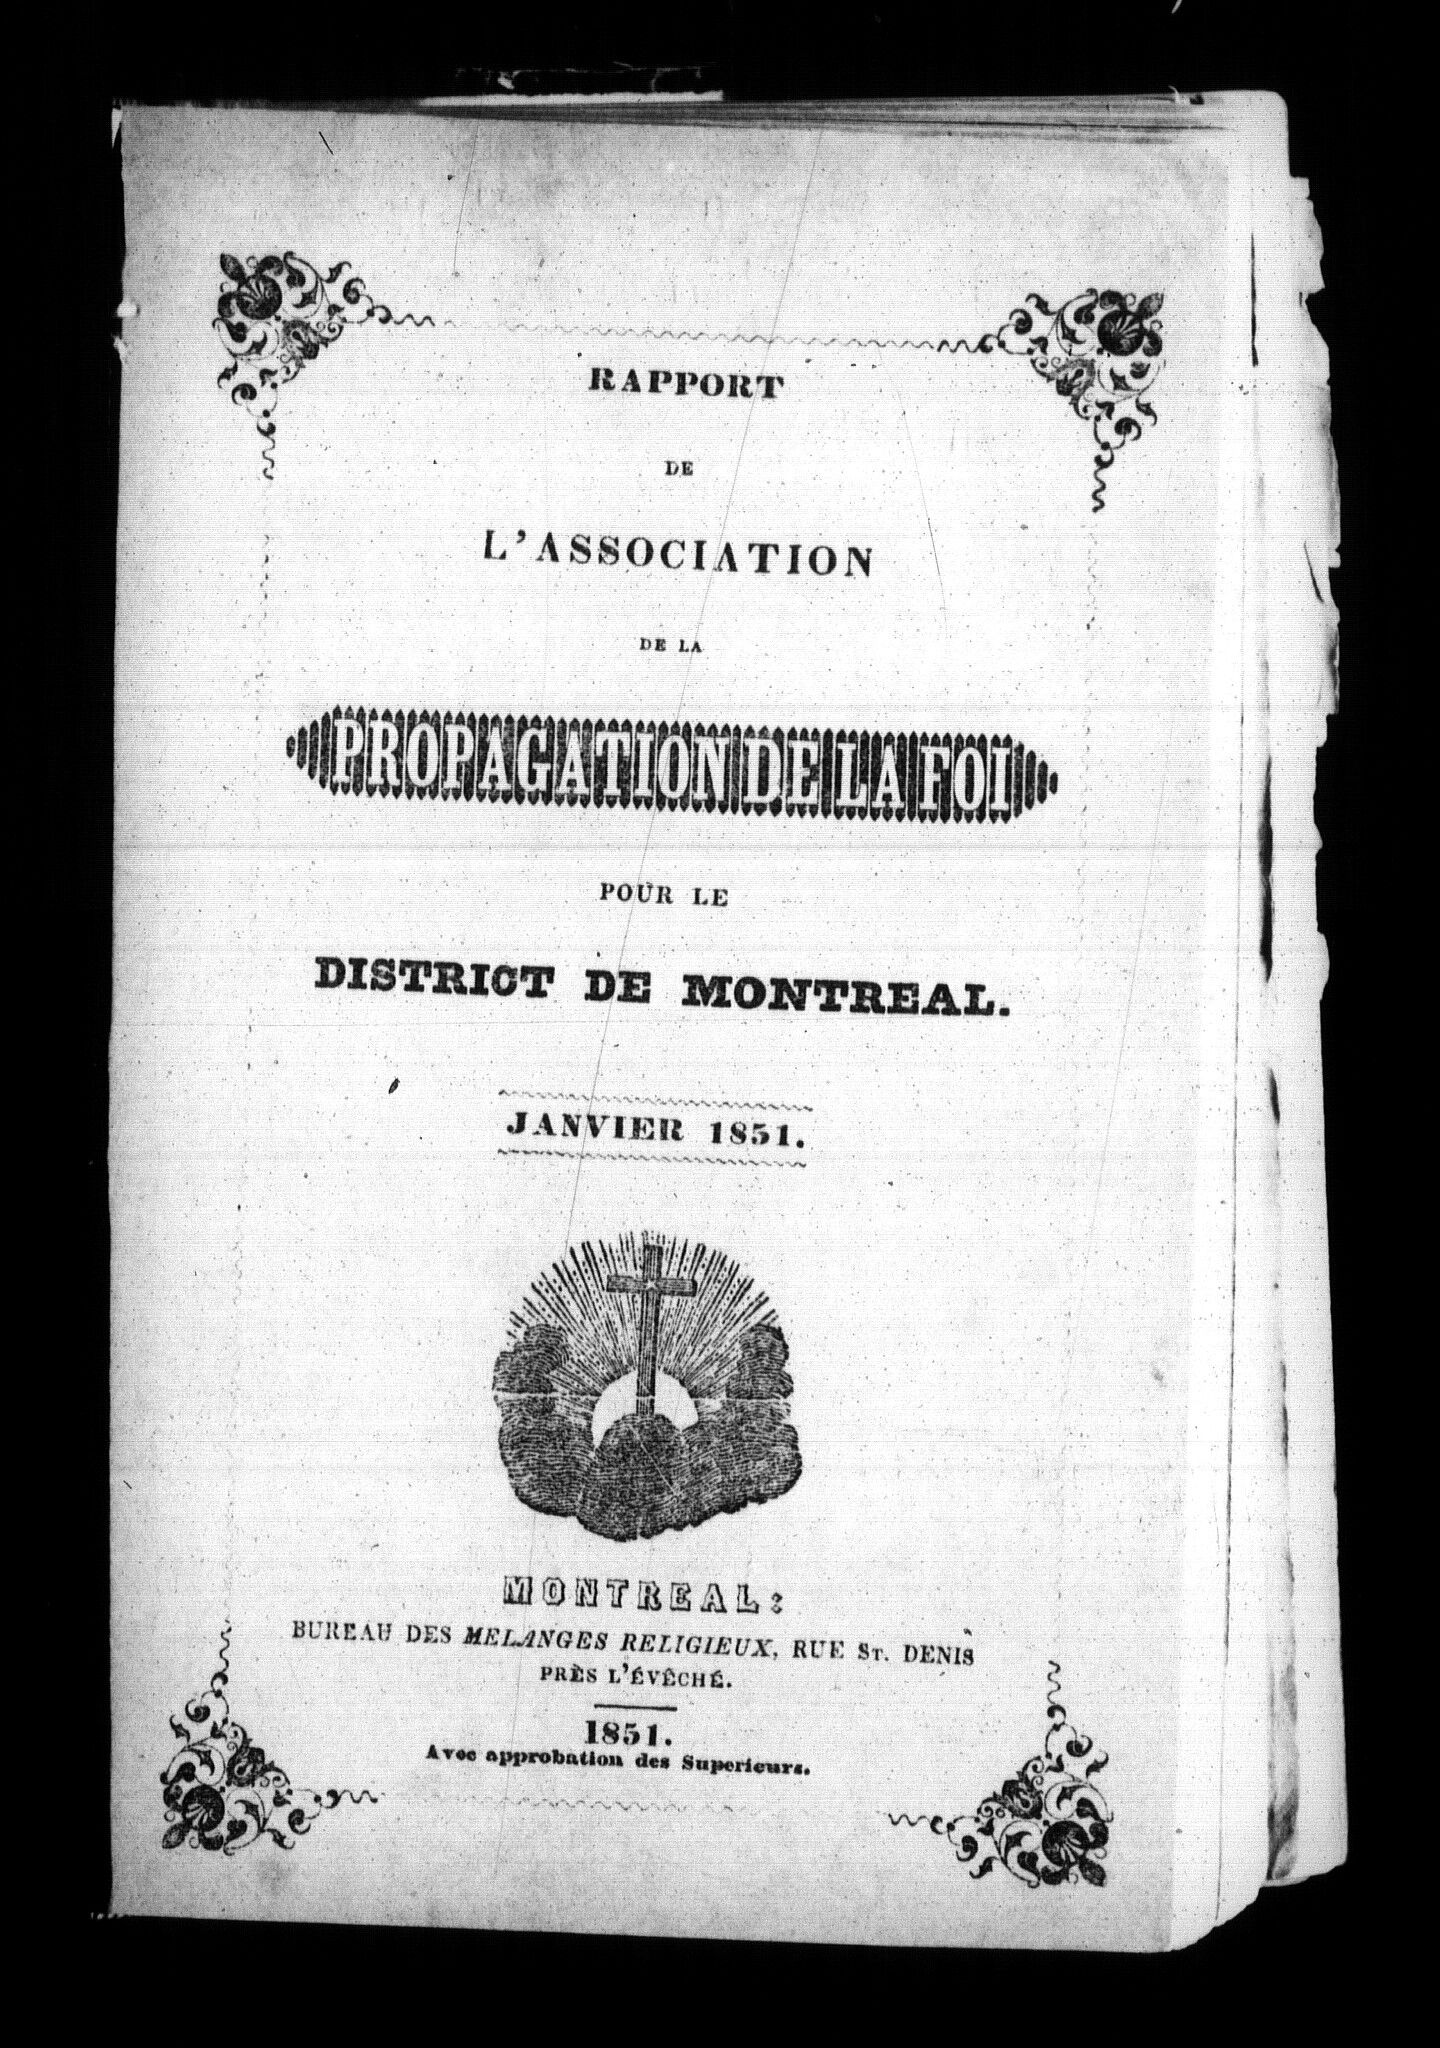 RAPPORT
DE
L'ASSOCIATION
DE LA
PROPAGATION DE LA FOI
POUR LE
DISTRICT DE MONTREAL.
JANVIER 1851.
MONTREAL:
BUREAU DES MELANGES RELIGIEUX, RUE ST. DENIS
PRÈS L'ÉVÊCHÉ.
1851.
Avec approbation des Superieurs.